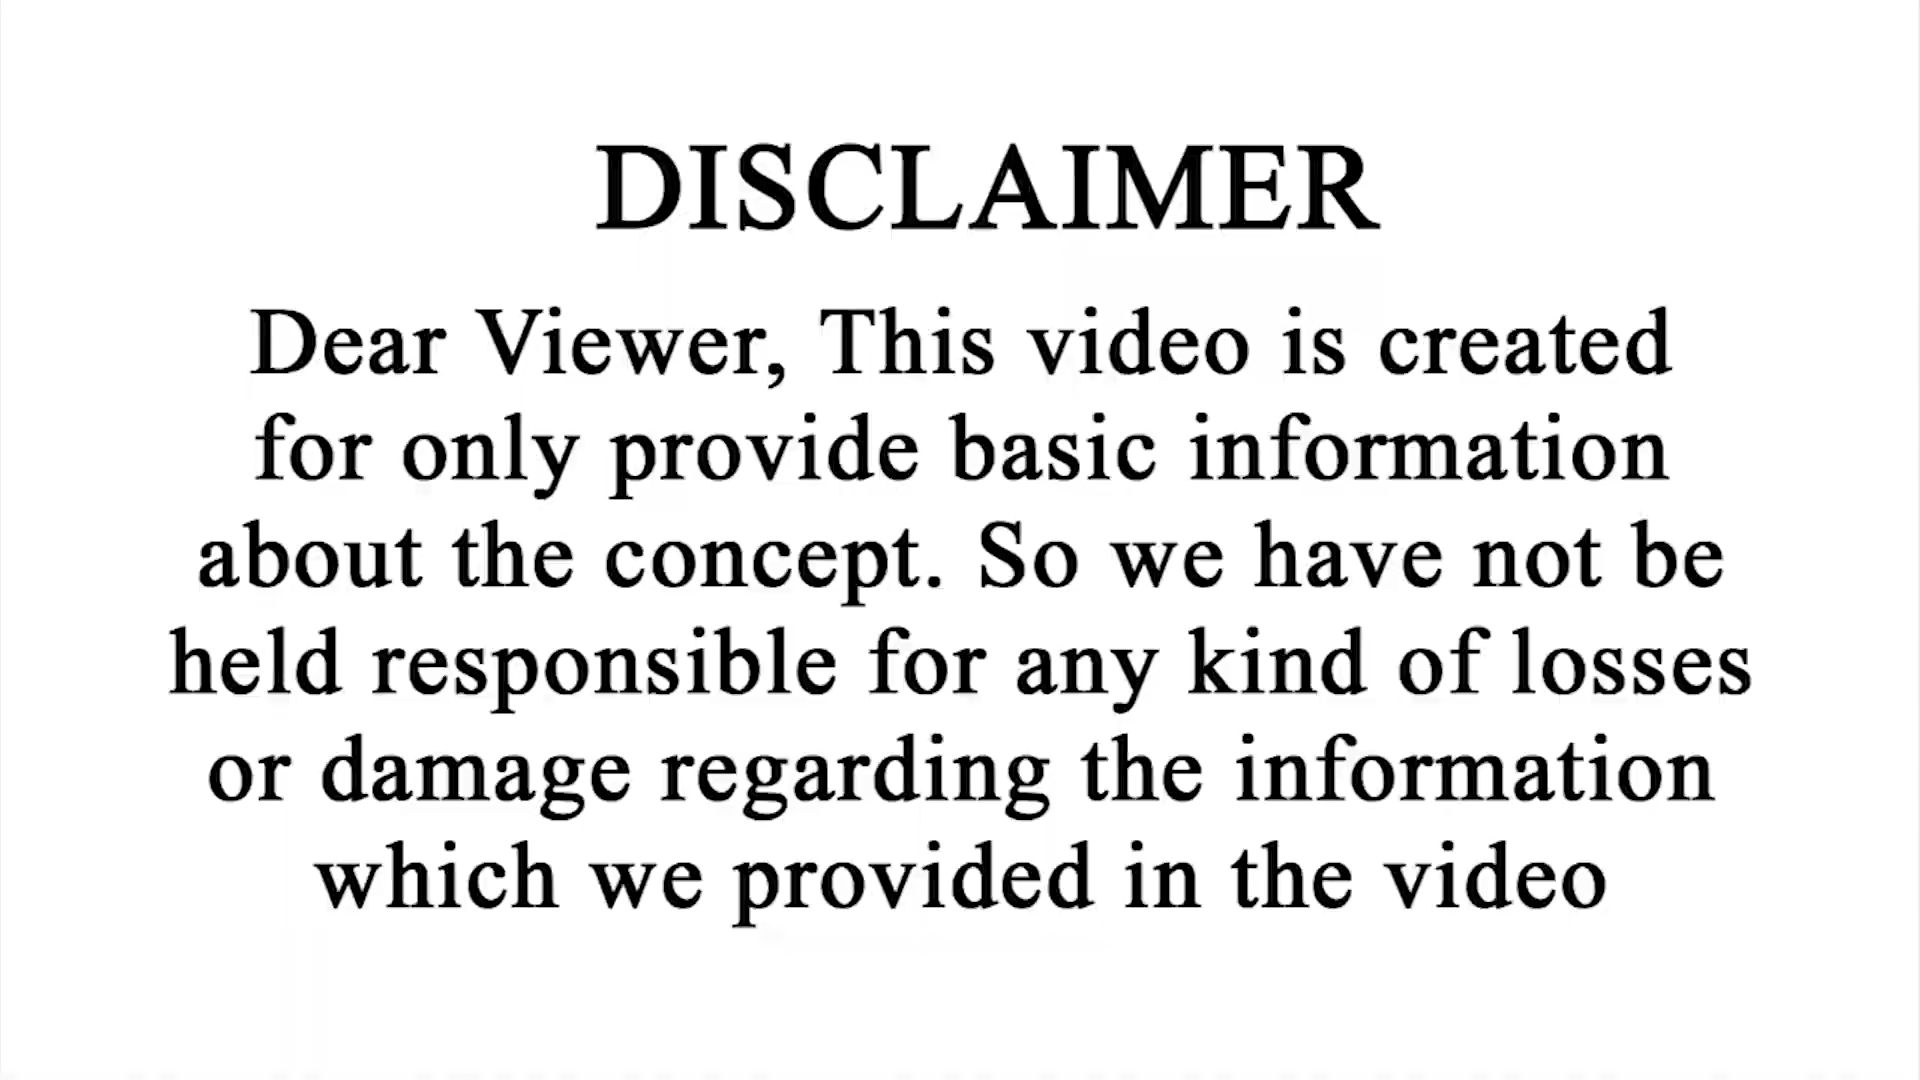 DISCLAIMER
Dear Viewer, This video is created
for only provide basic information
about the concept. So we have not be
held responsible for any kind of losses
or damage regarding the information
which we provided in the video